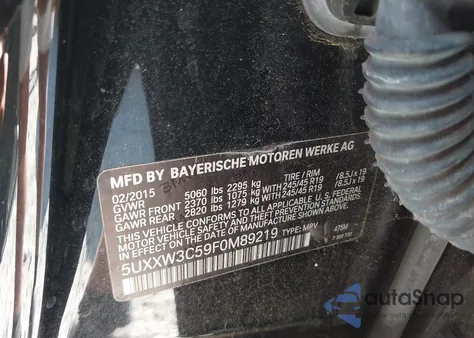 MFD BY BAYERISCHE MOTOREN WERKE AG
02/2015 TIRE / RIM
GVWR 5060 lbs 2295 kg
GAWR FRONT 2370 lbs 1075 kg WITH 245/45 R19 /8.5J x 19
GAWR REAR 2820 lbs 1279 kg WITH 245/45 R19 /8.5J x 19
THIS VEHICLE CONFORMS TO ALL APPLICABLE U.S. FEDERAL
MOTOR VEHICLE SAFETY AND THEFT PREVENTION STANDARDS IN
EFFECT ON THE DATE OF MANUFACTURE SHOWN ABOVE.
5UXXW3C59F0M89219 TYPE: MPV 475M
autoSnap